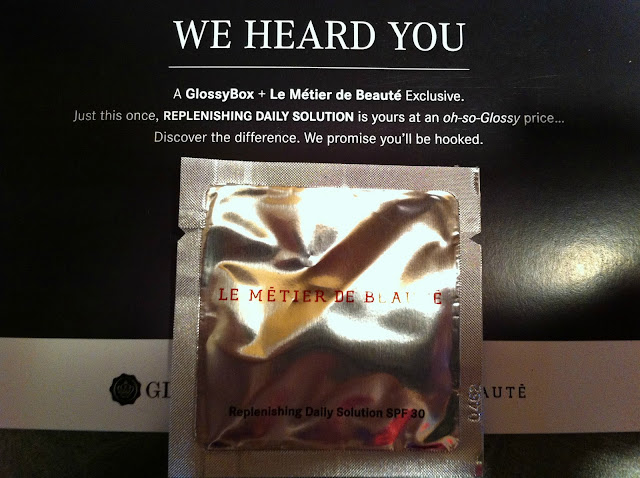 WE HEARD YOU
A GlossyBox + Le Métier de Beauté Exclusive.
Just this once, REPLENISHING DAILY SOLUTION is yours at an oh-so-Glossy price...
Discover the difference. We promise you'll be hooked.
LE MÉTIER DE BEAUTÉ
Replenishing Daily Solution SPF 30